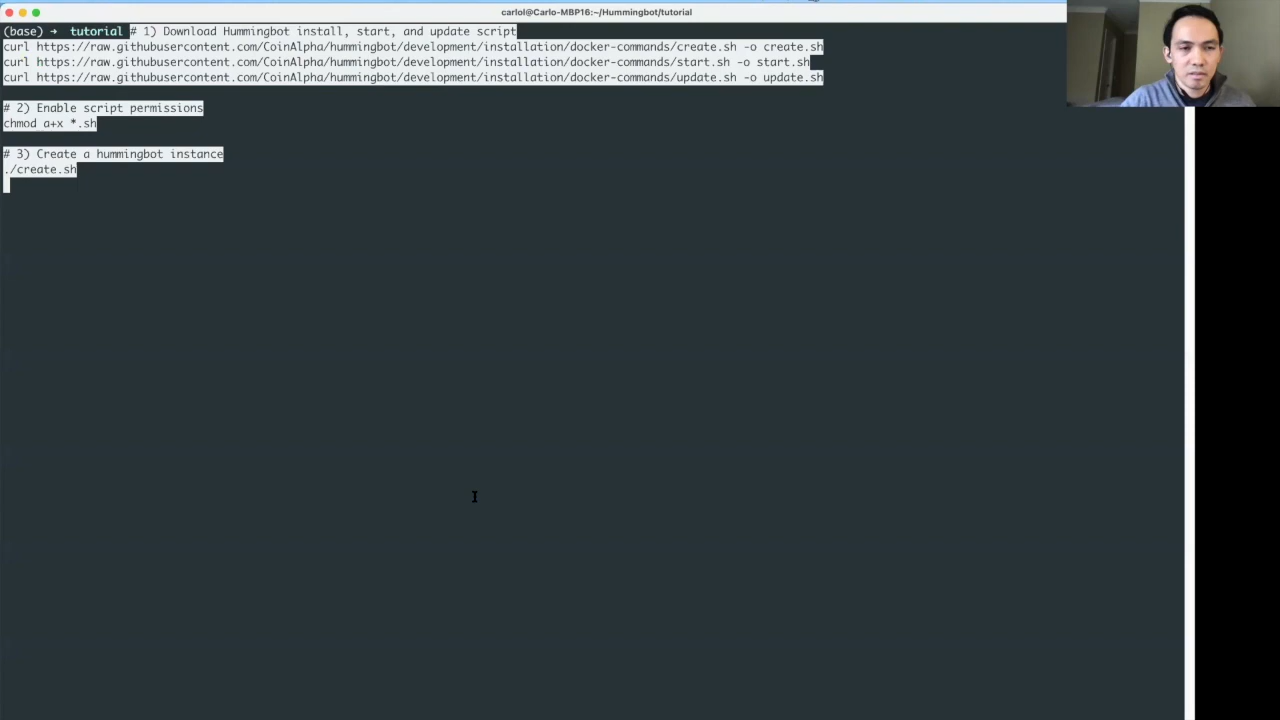 carlol@Carlo-MBP16:~/Hummingbot/tutorial
(base) ➜ tutorial # 1) Download Hummingbot install, start, and update script
curl https://raw.githubusercontent.com/CoinAlpha/hummingbot/development/installation/docker-commands/create.sh -o create.sh
curl https://raw.githubusercontent.com/CoinAlpha/hummingbot/development/installation/docker-commands/start.sh -o start.sh
curl https://raw.githubusercontent.com/CoinAlpha/hummingbot/development/installation/docker-commands/update.sh -o update.sh
# 2) Enable script permissions
chmod a+x *.sh
# 3) Create a hummingbot instance
./create.sh